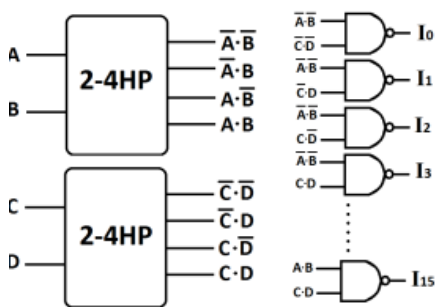 A
B
2-4HP
A̅·B̅
A̅·B
A·B̅
A·B
C
D
2-4HP
C̅·D̅
C̅·D
C·D̅
C·D
A̅·B̅
C̅·D̅
I₀
A̅·B̅
C̅·D
I₁
A̅·B̅
C·D̅
I₂
A̅·B̅
C·D
I₃
A·B
C·D
I₁₅